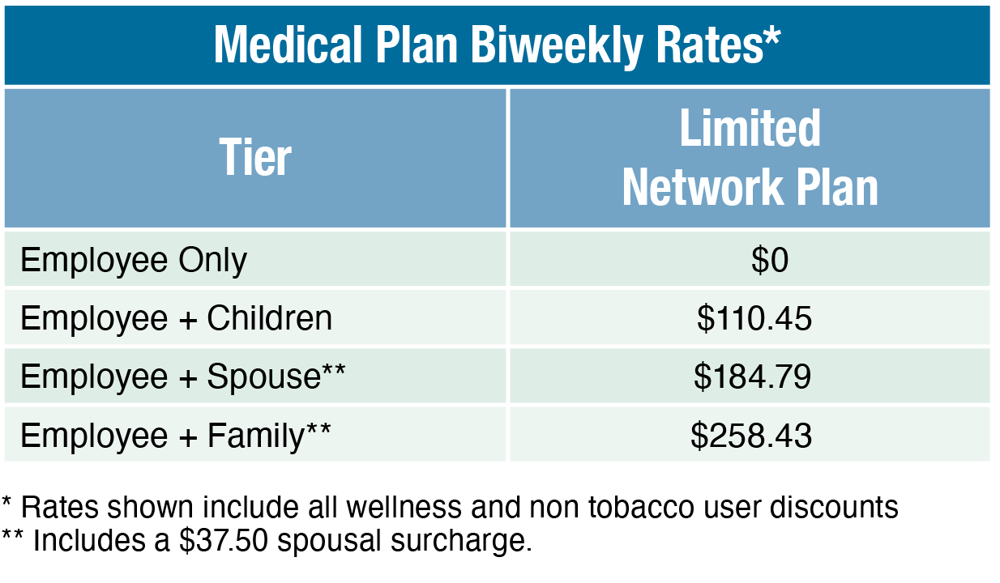 Medical Plan Biweekly Rates*
Tier
Limited
Network Plan
Employee Only $0
Employee + Children $110.45
Employee + Spouse** $184.79
Employee + Family** $258.43
* Rates shown include all wellness and non tobacco user discounts
** Includes a $37.50 spousal surcharge.